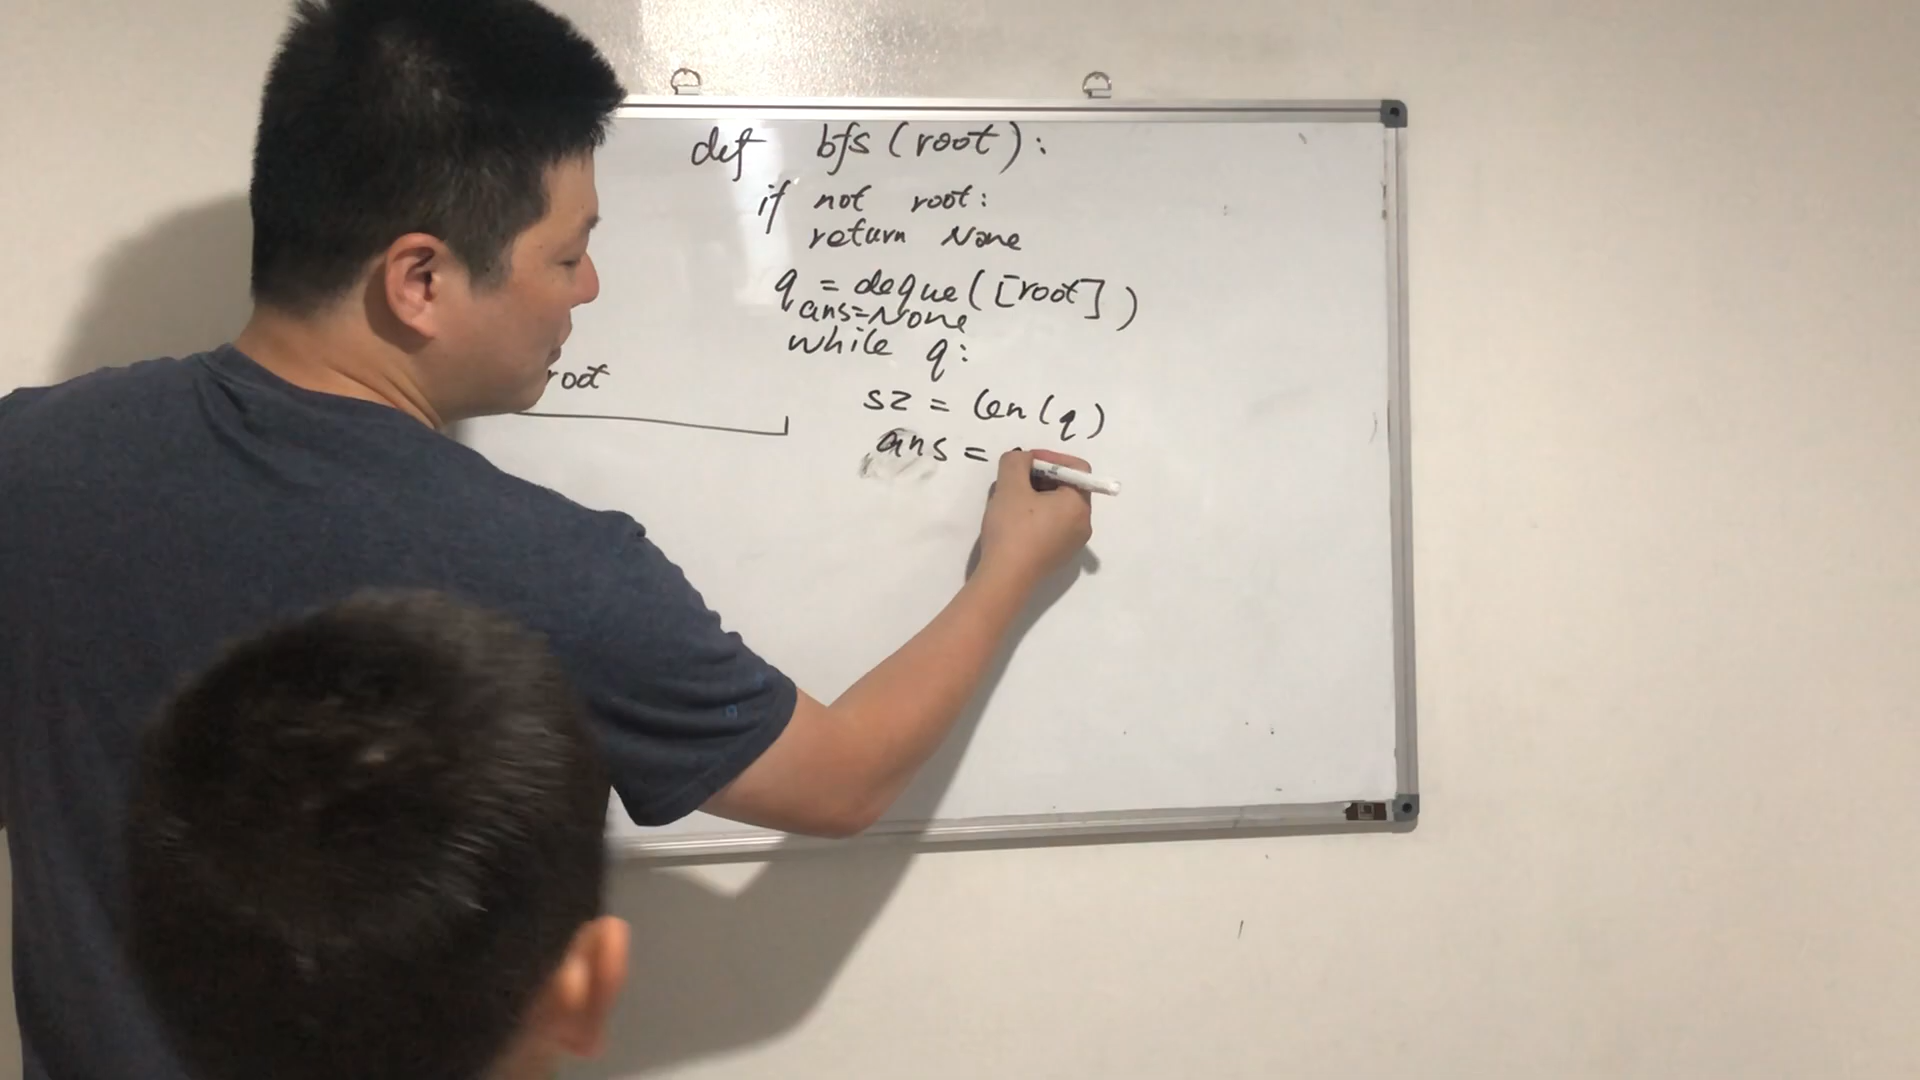 def bfs(root):
if not root:
return None
q = deque([root])
ans=None
while q:
root
sz = len(q)
ans =